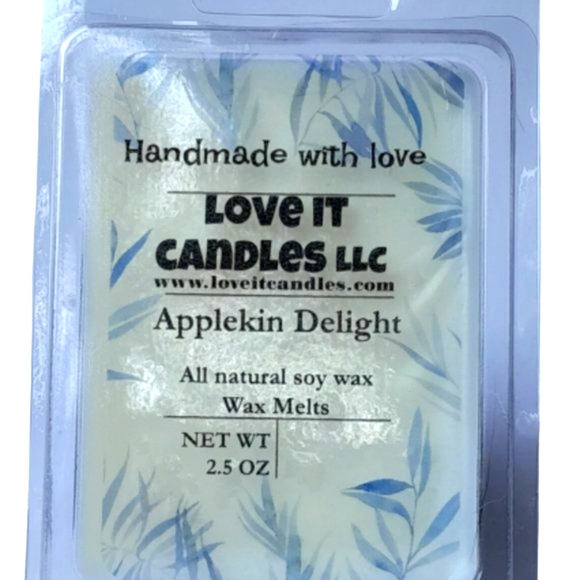 Handmade with love
LOVE IT
CANDLES LLC
www.loveitcandles.com
Applekin Delight
All natural soy wax
Wax Melts
NET WT
2.5 OZ